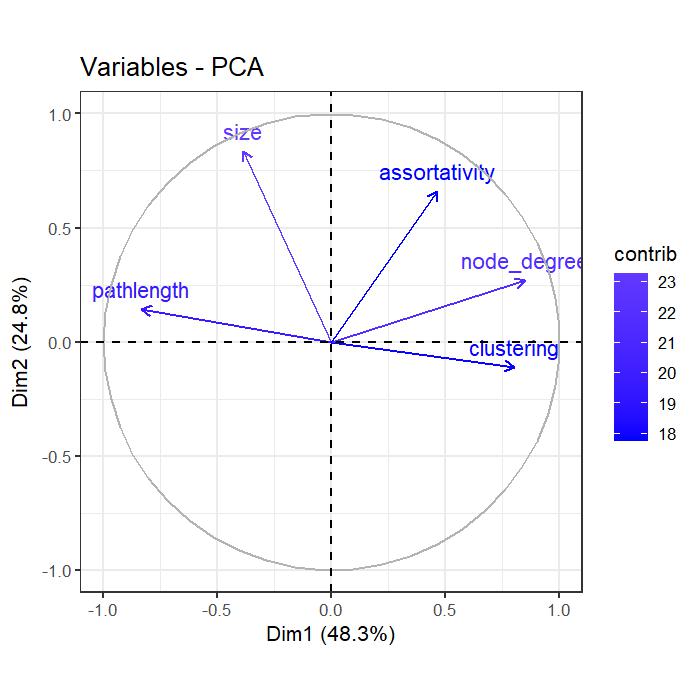 Variables - PCA
1.0
size
assortativity
0.5
node_degree
pathlength
0.0
clustering
-0.5
-1.0
-1.0
-0.5
0.0
0.5
1.0
Dim1 (48.3%)
Dim2 (24.8%)
contrib
23
22
21
20
19
18